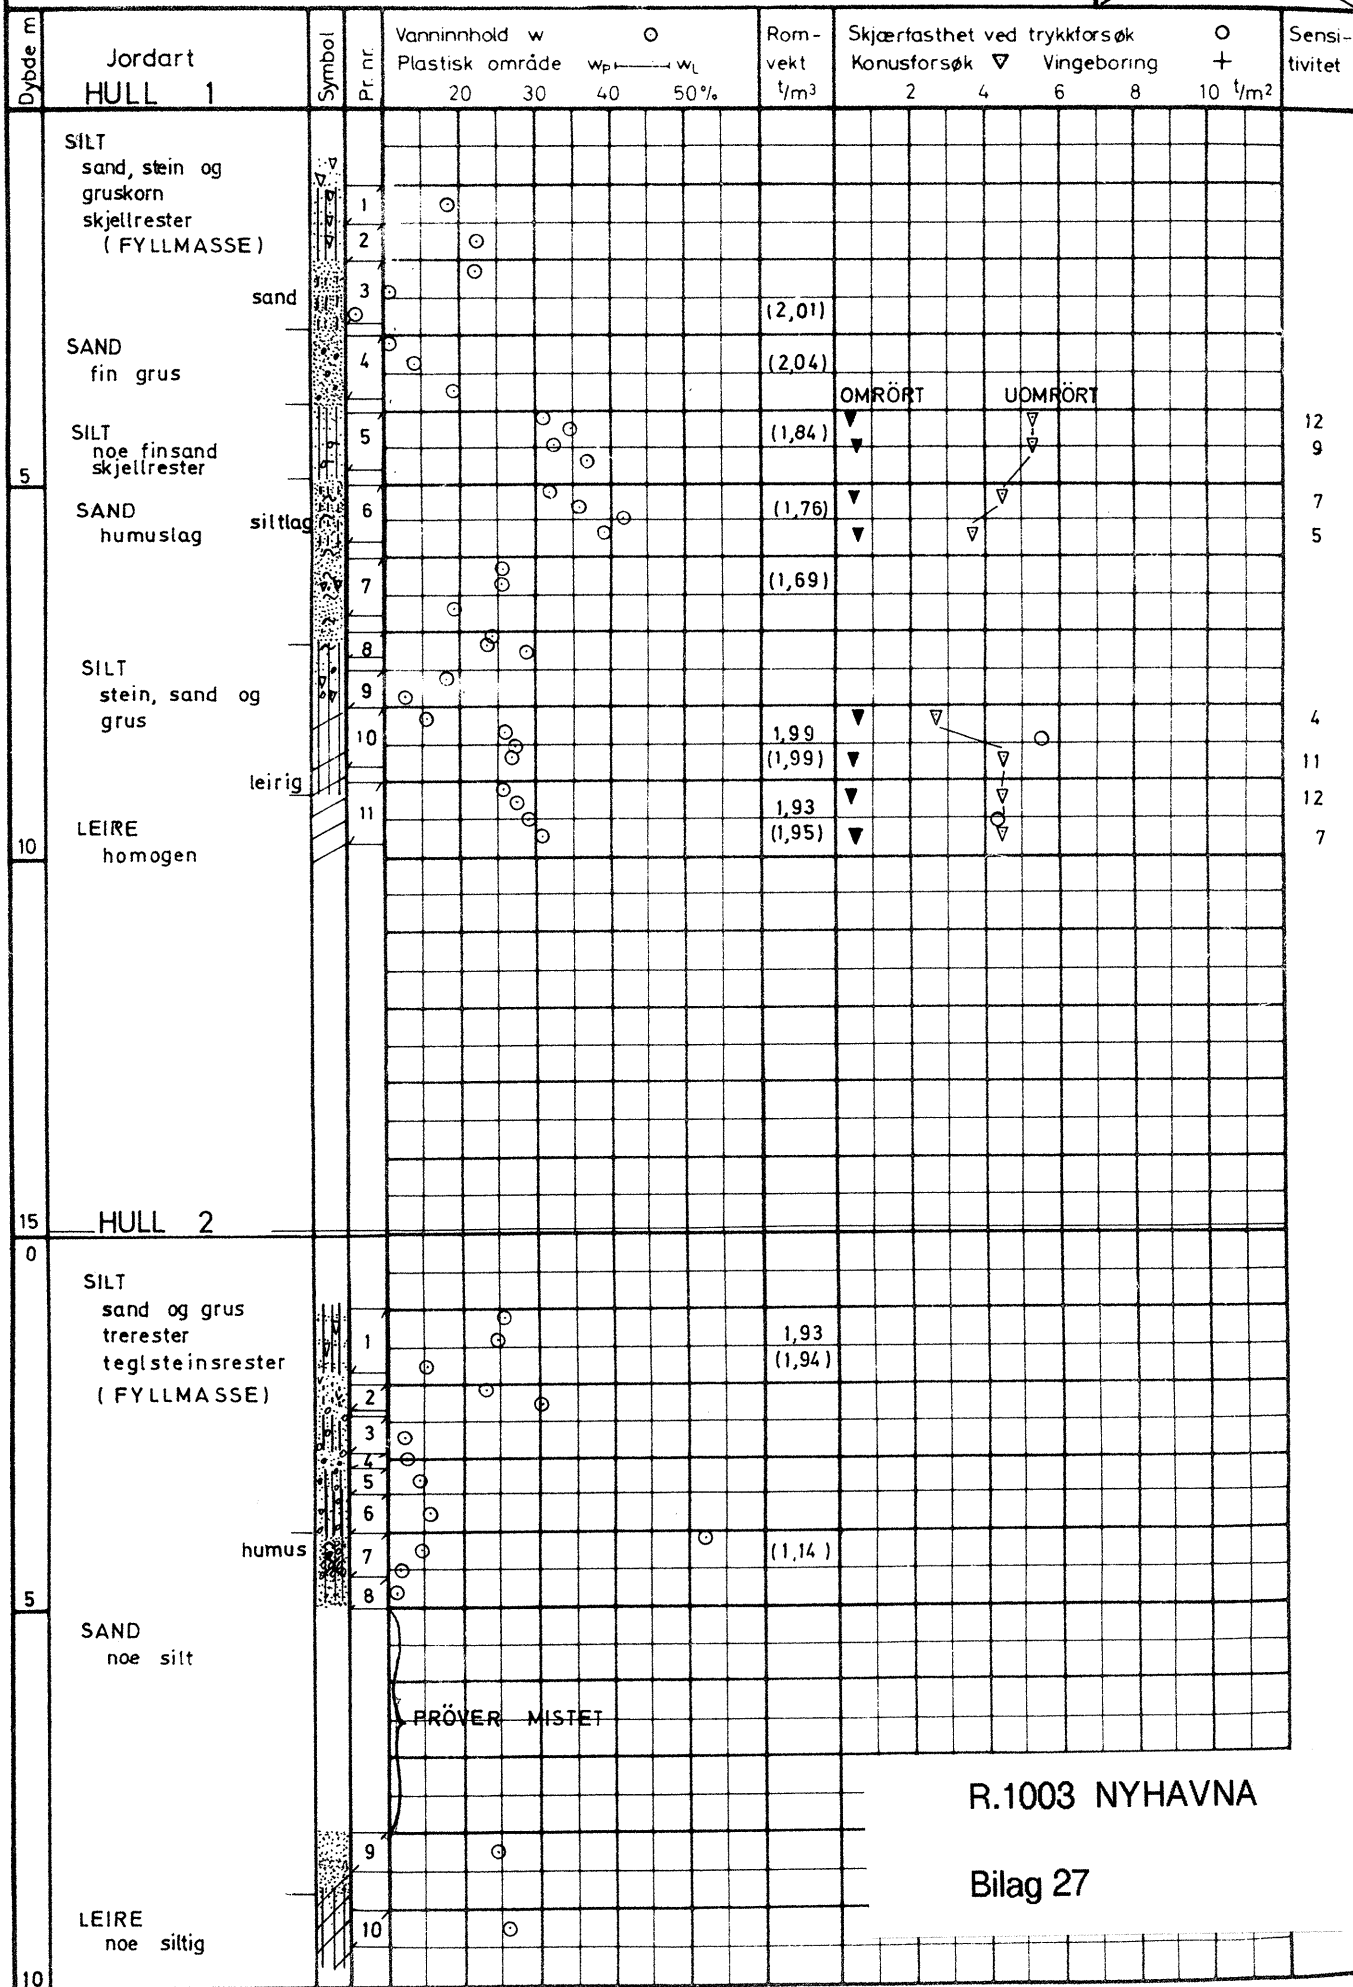 Dybde m
Jordart
HULL 1
Symbol
Pr. nr.
Vanninnhold w
Plastisk område wP wL
20 30 40 50%
Rom-
vekt
t/m³
Skjærfasthet ved trykkforsøk
Konusforsøk Vingeboring +
2 4 6 8 10 t/m²
Sensi-
tivitet
SILT
sand, stein og
gruskorn
skjellrester
(FYLLMASSE)
1
2
sand
3
(2,01)
SAND
fin grus
4
(2,04)
OMRÖRT UOMRÖRT
SILT
noe finsand
skjellrester
5
(1,84)
12
9
5
SAND
humuslag
siltlag
6
(1,76)
7
5
7
(1,69)
8
SILT
stein, sand og
grus
9
10
1,99
(1,99)
4
11
leirig
11
1,93
(1,95)
12
7
LEIRE
homogen
10
15
HULL 2
0
SILT
sand og grus
trerester
teglsteinsrester
(FYLLMASSE)
1
1,93
(1,94)
2
3
4
5
6
humus
7
(1,14)
8
5
SAND
noe silt
PRÖVER MISTET
9
LEIRE
noe siltig
10
10
R.1003 NYHAVNA
Bilag 27